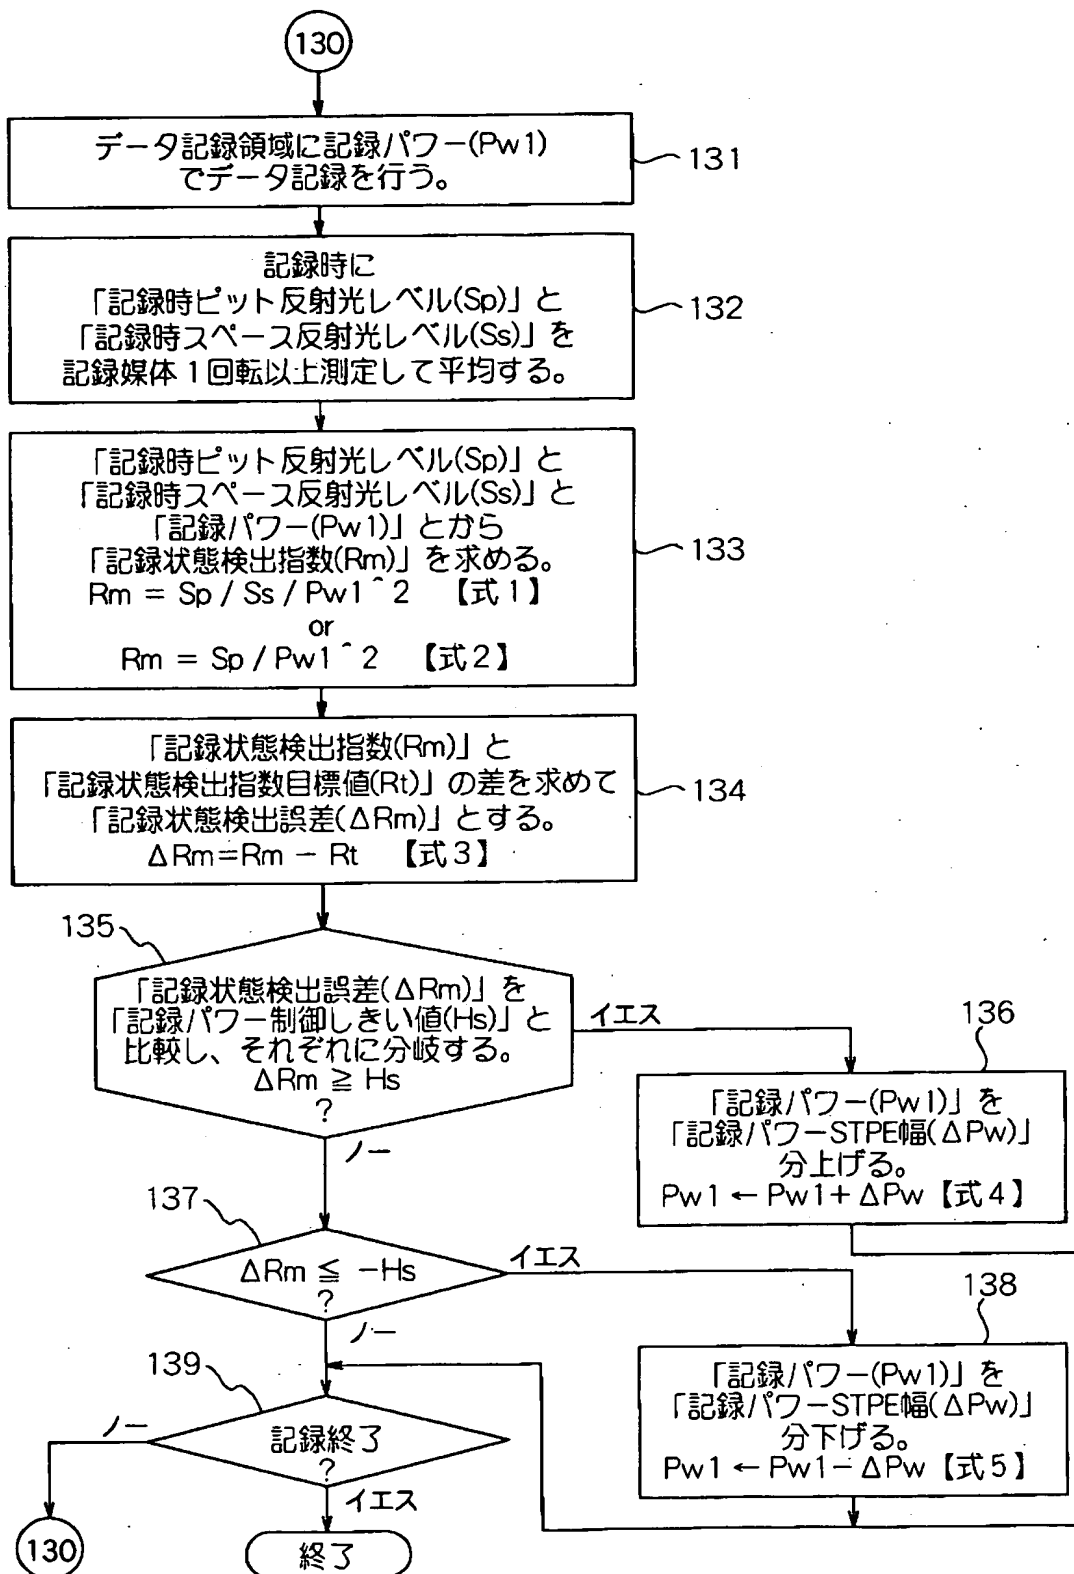 130
データ記録領域に記録パワー(Pw1)
でデータ記録を行う。
131
記録時に
「記録時ピット反射光レベル(Sp)」と
「記録時スペース反射光レベル(Ss)」を
記録媒体1回転以上測定して平均する。
132
「記録時ピット反射光レベル(Sp)」と
「記録時スペース反射光レベル(Ss)」と
「記録パワー(Pw1)」とから
「記録状態検出指数(Rm)」を求める。
Rm = Sp / Ss / Pw1^2 【式1】
or
Rm = Sp / Pw1^2 【式2】
133
「記録状態検出指数(Rm)」と
「記録状態検出指数目標値(Rt)」の差を求めて
「記録状態検出誤差(ΔRm)」とする。
ΔRm=Rm − Rt 【式3】
134
135
「記録状態検出誤差(ΔRm)」を
「記録パワー制御しきい値(Hs)」と
比較し、それぞれに分岐する。
ΔRm ≧ Hs
?
イエス
ノー
136
「記録パワー(Pw1)」を
「記録パワーSTPE幅(ΔPw)」
分上げる。
Pw1 ← Pw1+ ΔPw【式4】
137
ΔRm ≦ −Hs
?
イエス
ノー
138
「記録パワー(Pw1)」を
「記録パワーSTPE幅(ΔPw)」
分下げる。
Pw1 ← Pw1− ΔPw【式5】
139
記録終了
?
ノー
イエス
130
終了